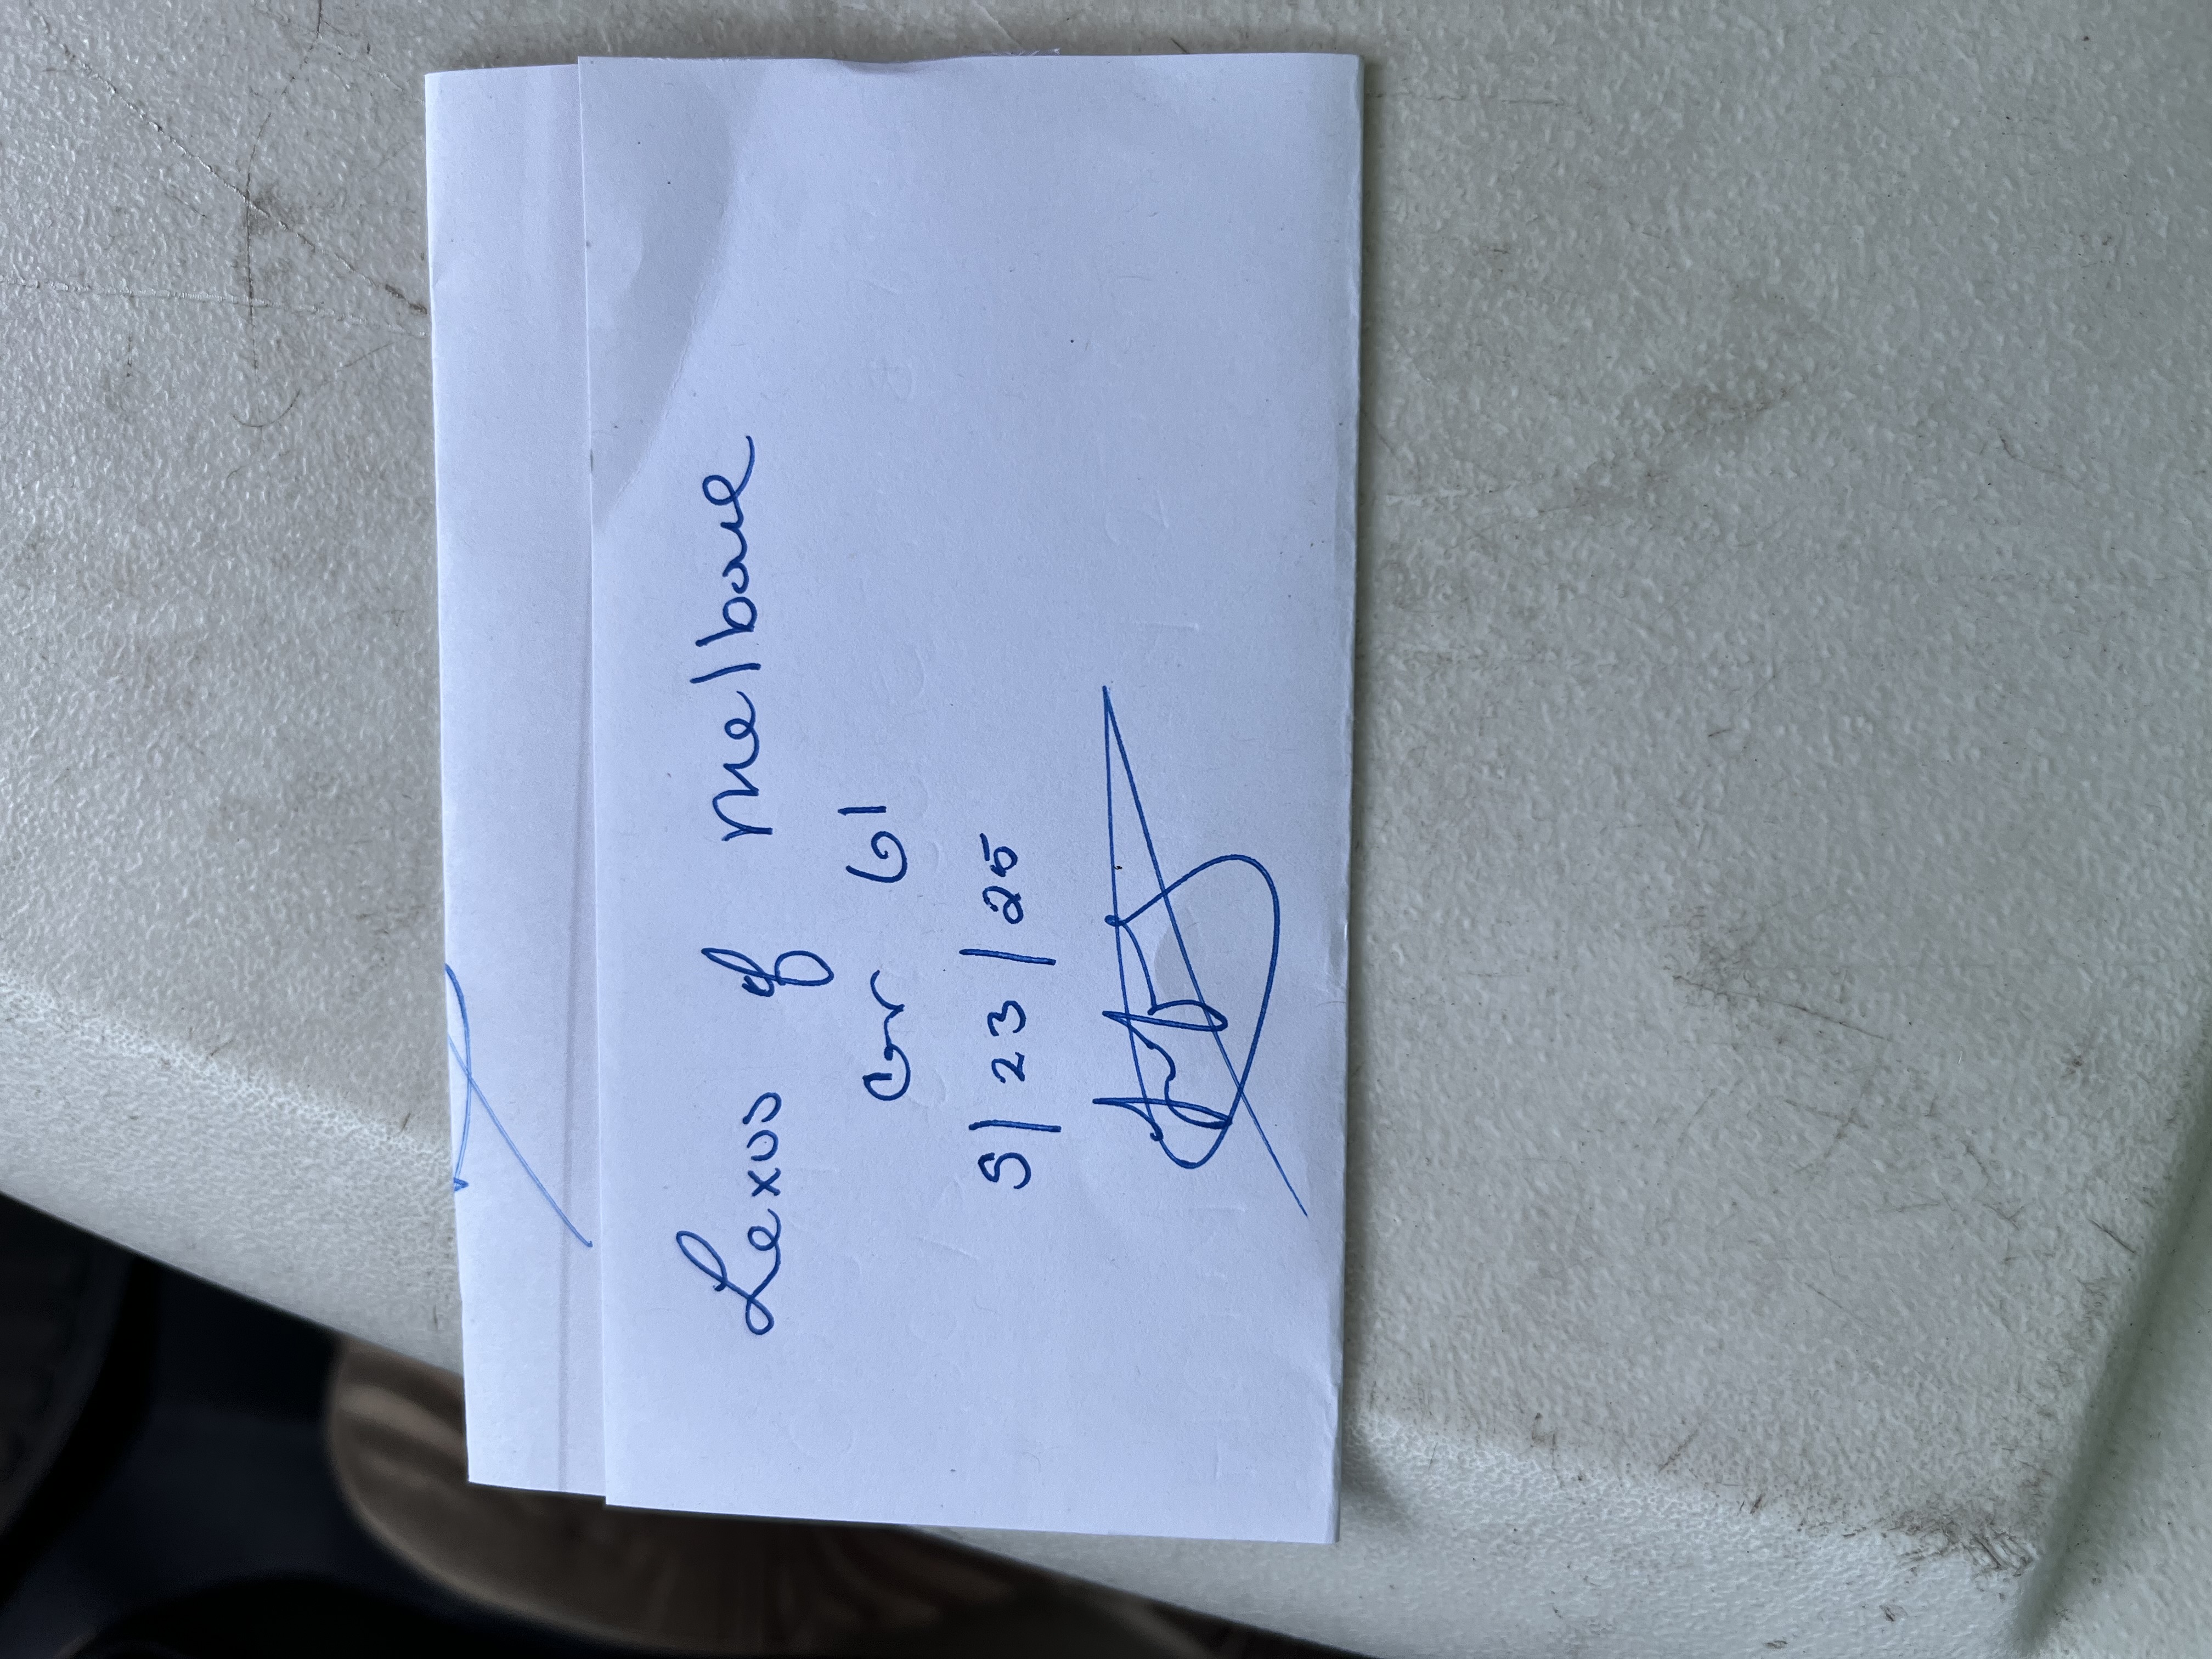 Lexus of Melbourne
Car 61
5/23/25